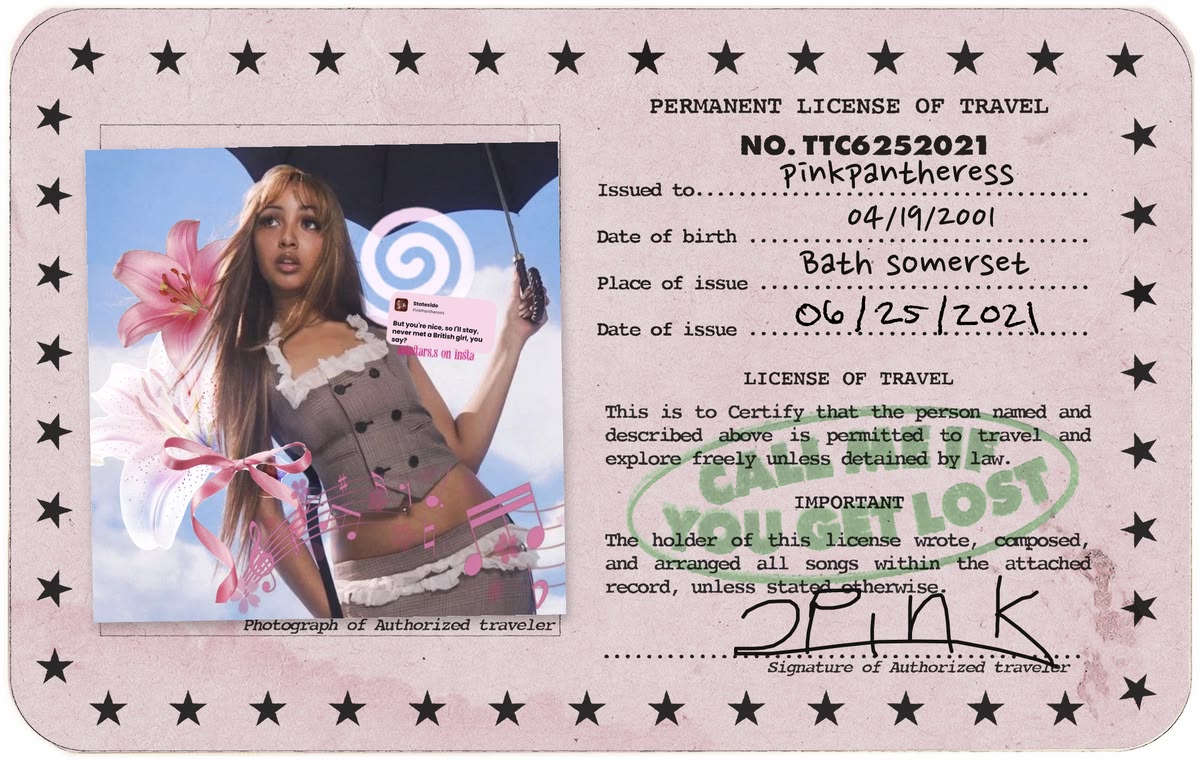 PERMANENT LICENSE OF TRAVEL
NO. TTC6252021
Issued to.......pinkpantheress
Date of birth ....... 04/19/2001
Place of issue ....... Bath somerset
Date of issue ....... 06/25/2021
LICENSE OF TRAVEL
This is to Certify that the person named and
described above is permitted to travel and
explore freely unless detained by law.
CALL ME IF
YOU GET LOST
IMPORTANT
The holder of this license wrote, composed,
and arranged all songs within the attached
record, unless stated otherwise.
Pink
Signature of Authorized traveler
Stateside
PinkPantheress
But you're nice, so I'll stay,
never met a British girl, you
say?
on insta
Photograph of Authorized traveler